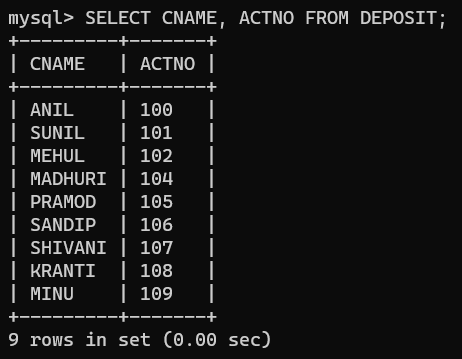 mysql> SELECT CNAME, ACTNO FROM DEPOSIT;
+---------+-------+
| CNAME   | ACTNO |
+---------+-------+
| ANIL    | 100   |
| SUNIL   | 101   |
| MEHUL   | 102   |
| MADHURI | 104   |
| PRAMOD  | 105   |
| SANDIP  | 106   |
| SHIVANI | 107   |
| KRANTI  | 108   |
| MINU    | 109   |
+---------+-------+
9 rows in set (0.00 sec)